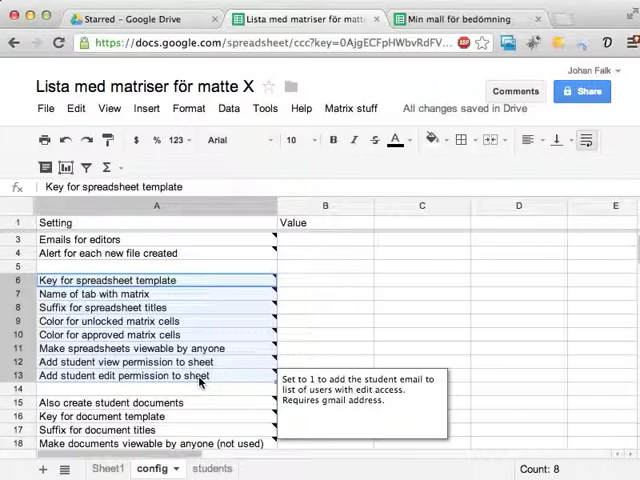 Starred – Google Drive
Lista med matriser för matte
Min mall för bedömning
https://docs.google.com/spreadsheet/ccc?key=0AjgECFpHWbvRdFV...
Johan Falk
Lista med matriser för matte X
Comments
Share
File Edit View Insert Format Data Tools Help Matrix stuff All changes saved in Drive
$ % 123 Arial 10 B I S A
fx Key for spreadsheet template
A B C D E
1 Setting Value
3 Emails for editors
4 Alert for each new file created
5
6 Key for spreadsheet template
7 Name of tab with matrix
8 Suffix for spreadsheet titles
9 Color for unlocked matrix cells
10 Color for approved matrix cells
11 Make spreadsheets viewable by anyone
12 Add student view permission to sheet
13 Add student edit permission to sheet
Set to 1 to add the student email to
list of users with edit access.
Requires gmail address.
14
15 Also create student documents
16 Key for document template
17 Suffix for document titles
18 Make documents viewable by anyone (not used)
Sheet1 config students
Count: 8